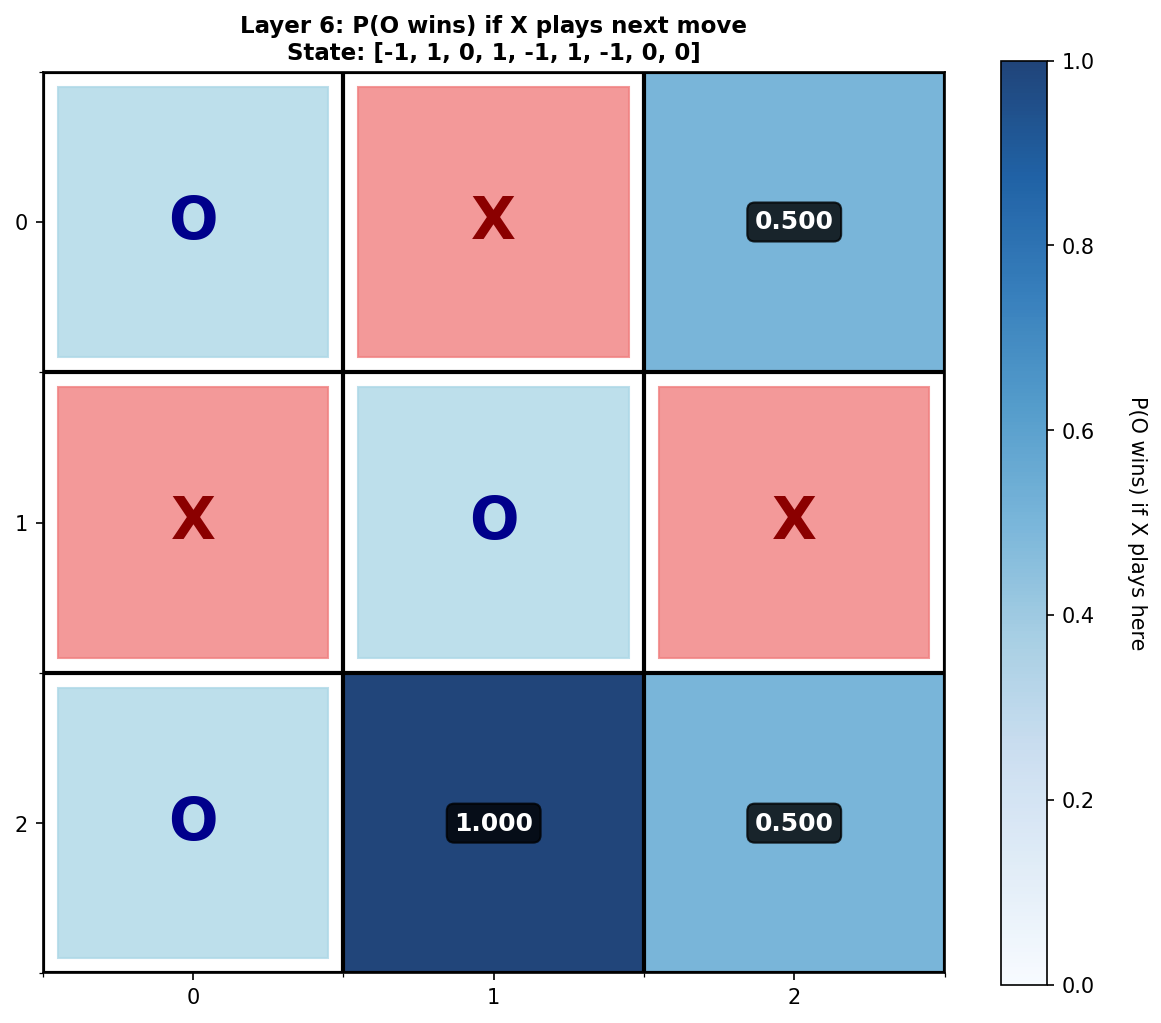 Layer 6: P(O wins) if X plays next move
State: [-1, 1, 0, 1, -1, 1, -1, 0, 0]
1.0
0.8
0.6
0.4
0.2
0.0
P(O wins) if X plays here
0
O
X
0.500
1
X
O
X
2
O
1.000
0.500
0
1
2